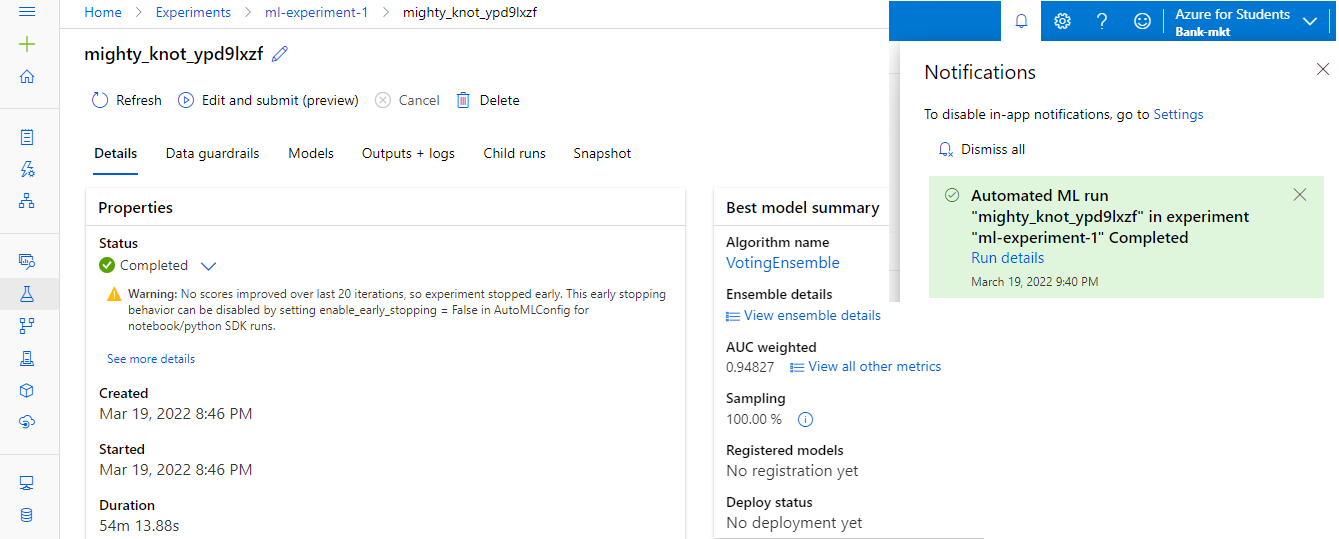 Home > Experiments > ml-experiment-1 > mighty_knot_ypd9lxzf
mighty_knot_ypd9lxzf
Refresh Edit and submit (preview) Cancel Delete
Details Data guardrails Models Outputs + logs Child runs Snapshot
Properties
Status
Completed
Warning: No scores improved over last 20 iterations, so experiment stopped early. This early stopping
behavior can be disabled by setting enable_early_stopping = False in AutoMLConfig for
notebook/python SDK runs.
See more details
Created
Mar 19, 2022 8:46 PM
Started
Mar 19, 2022 8:46 PM
Duration
54m 13.88s
Best model summary
Algorithm name
VotingEnsemble
Ensemble details
View ensemble details
AUC weighted
0.94827 View all other metrics
Sampling
100.00 %
Registered models
No registration yet
Deploy status
No deployment yet
Azure for Students
Bank-mkt
Notifications
To disable in-app notifications, go to Settings
Dismiss all
Automated ML run
"mighty_knot_ypd9lxzf" in experiment
"ml-experiment-1" Completed
Run details
March 19, 2022 9:40 PM